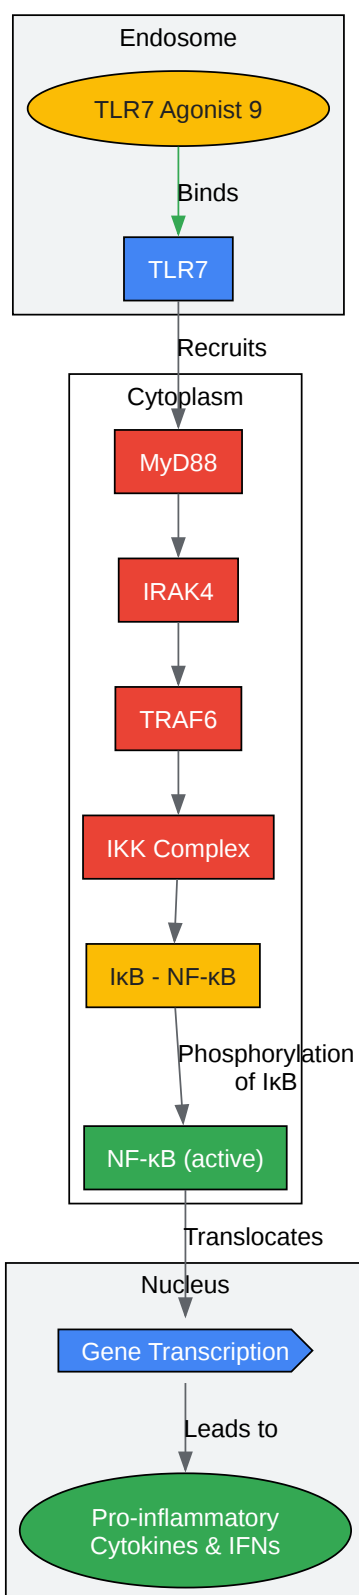 Endosome
TLR7 Agonist 9
Binds
TLR7
Recruits
Cytoplasm
MyD88
IRAK4
TRAF6
IKK Complex
IκB - NF-κB
Phosphorylation
of IκB
NF-κB (active)
Translocates
Nucleus
Gene Transcription
Leads to
Pro-inflammatory
Cytokines & IFNs